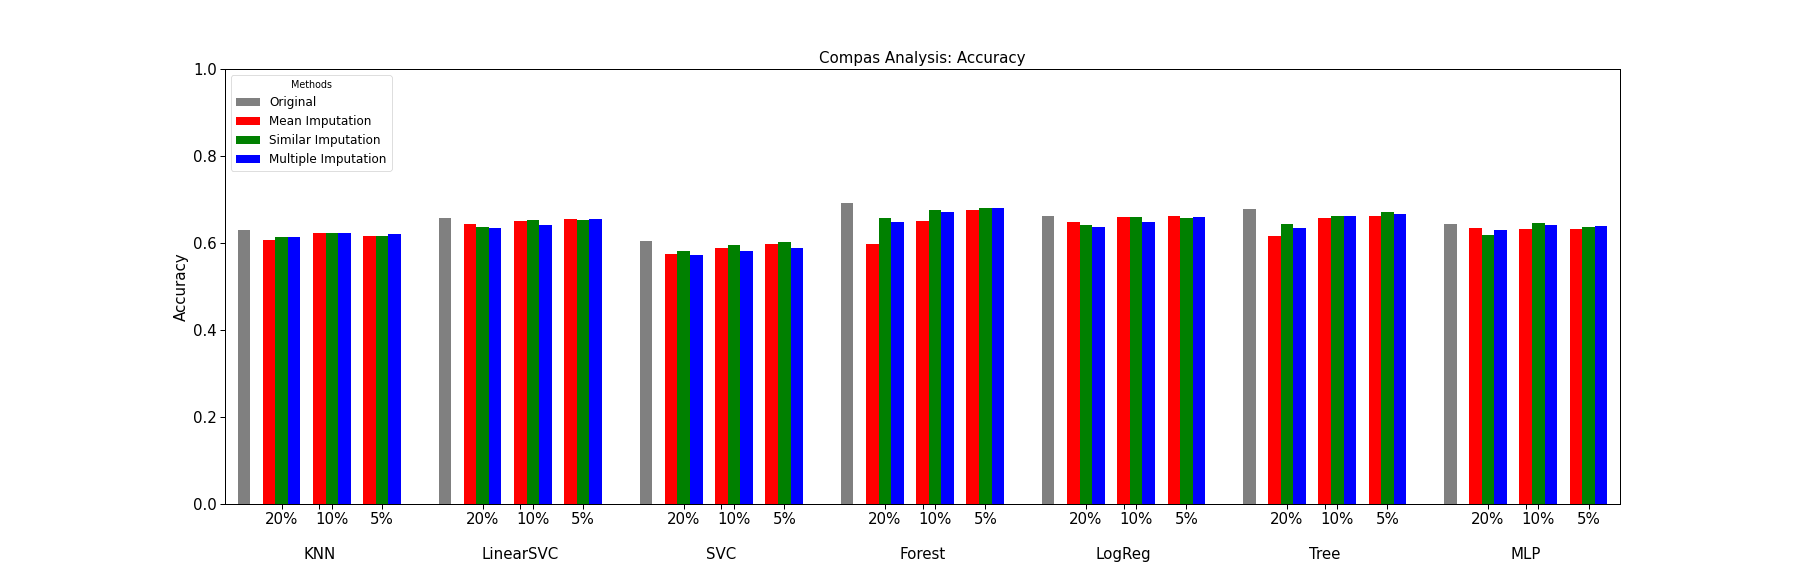 Compas Analysis: Accuracy
Methods
Original
Mean Imputation
Similar Imputation
Multiple Imputation
Accuracy
1.0
0.8
0.6
0.4
0.2
0.0
20% 10% 5% 20% 10% 5% 20% 10% 5% 20% 10% 5% 20% 10% 5% 20% 10% 5% 20% 10% 5%
KNN LinearSVC SVC Forest LogReg Tree MLP